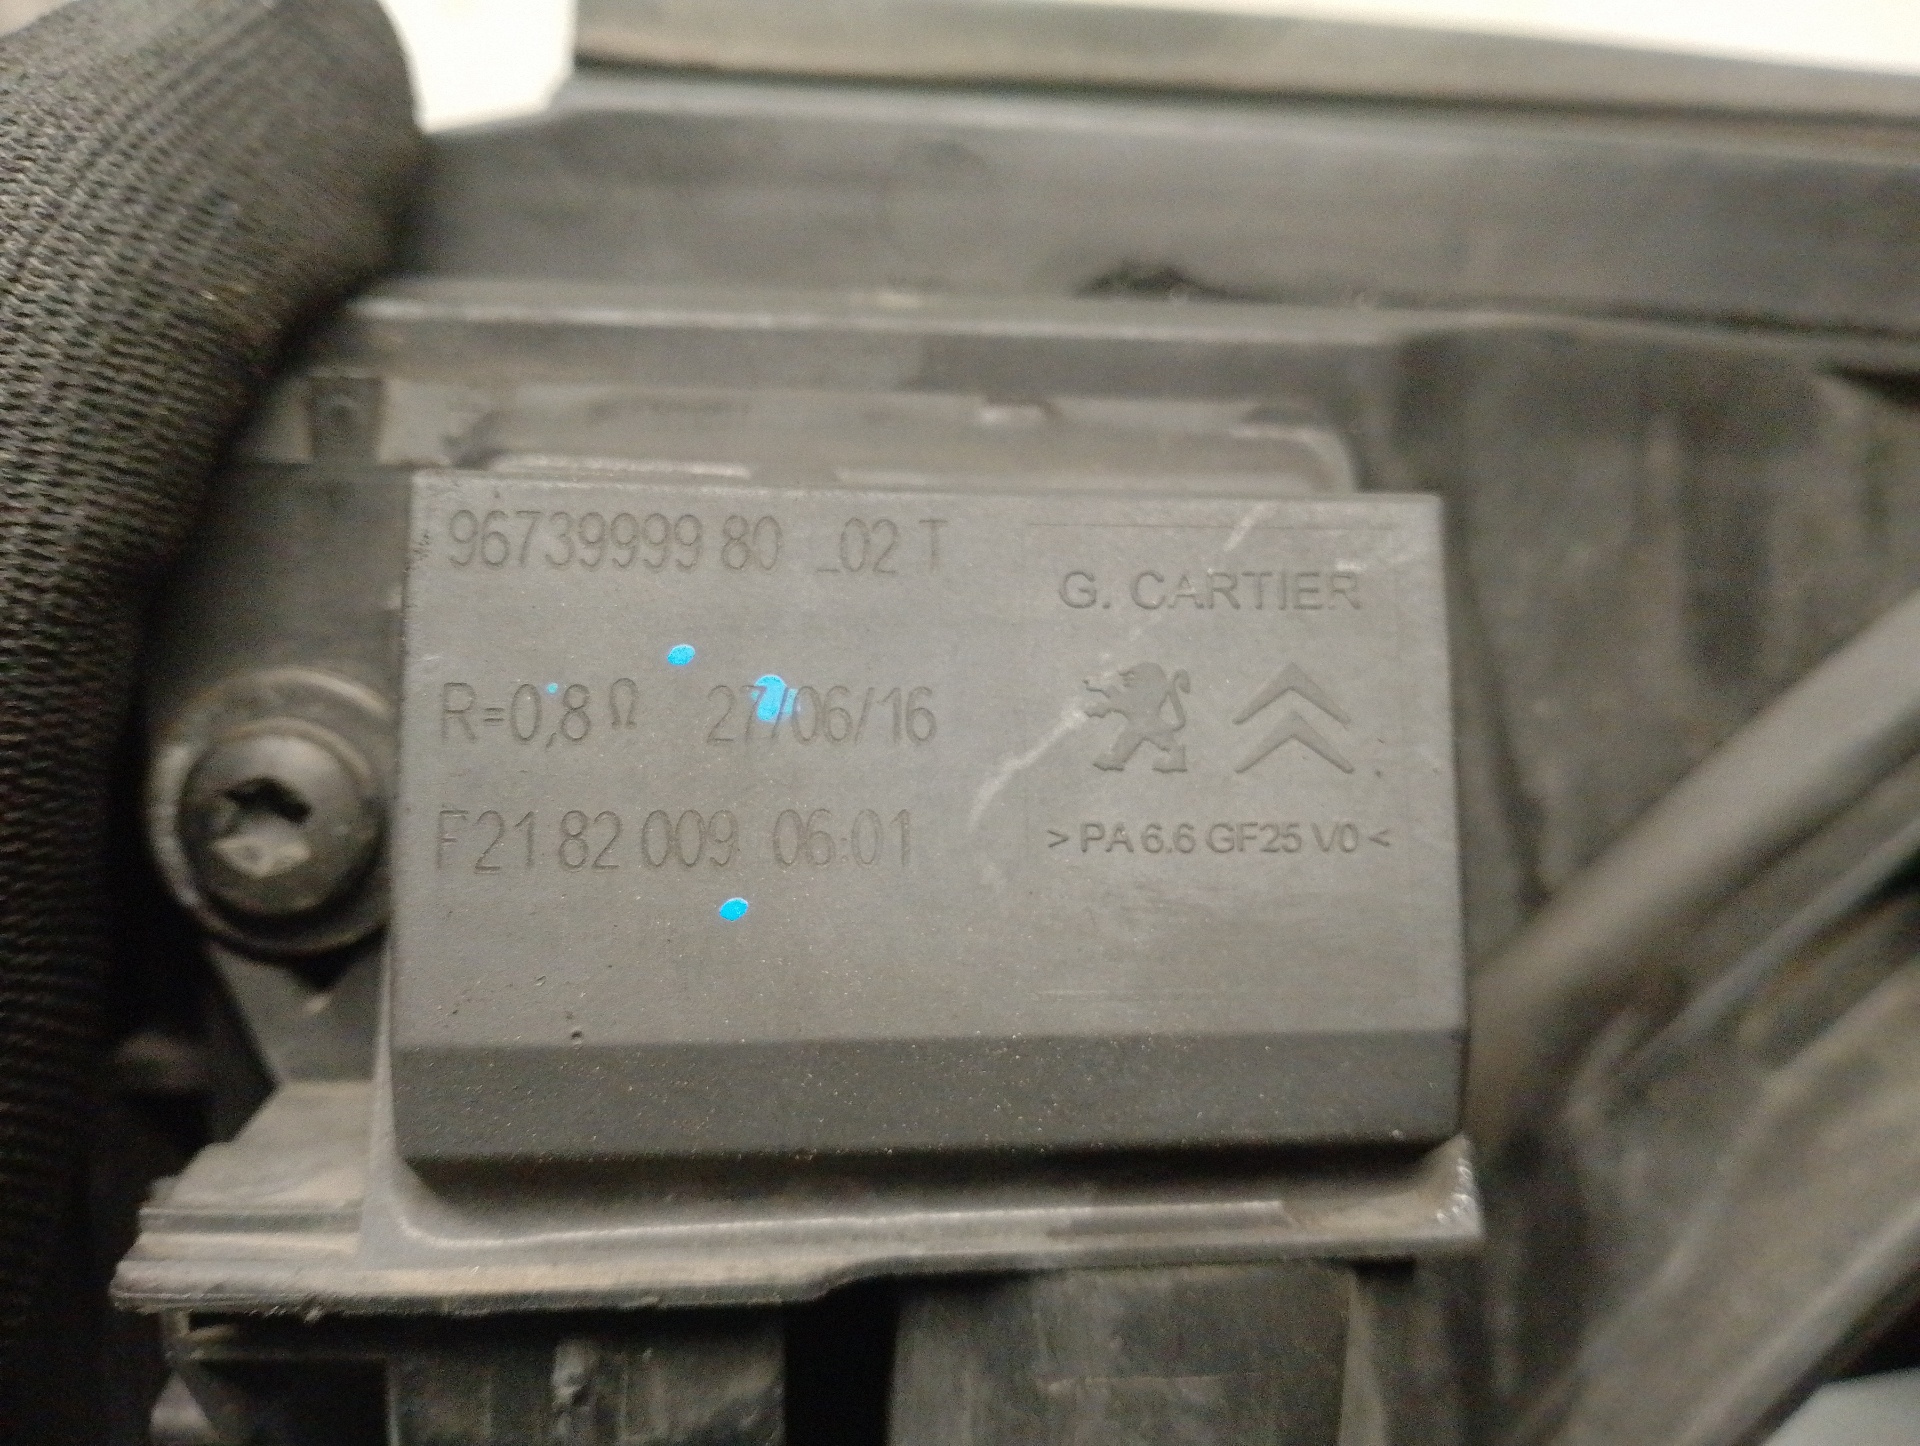 96739999 80 _02 T
G. CARTIER
R=0,8 Ω 27/06/16
F21 82 009 06:01
> PA 6.6 GF25 V0 <